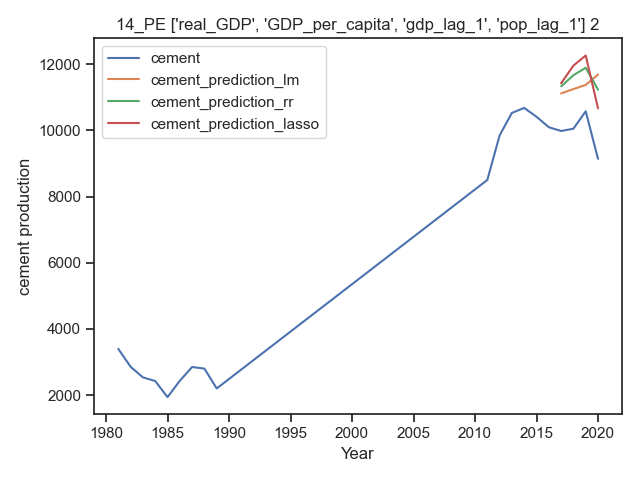 14_PE ['real_GDP', 'GDP_per_capita', 'gdp_lag_1', 'pop_lag_1'] 2
cement
cement_prediction_lm
cement_prediction_rr
cement_prediction_lasso
cement production
12000
10000
8000
6000
4000
2000
1980 1985 1990 1995 2000 2005 2010 2015 2020
Year